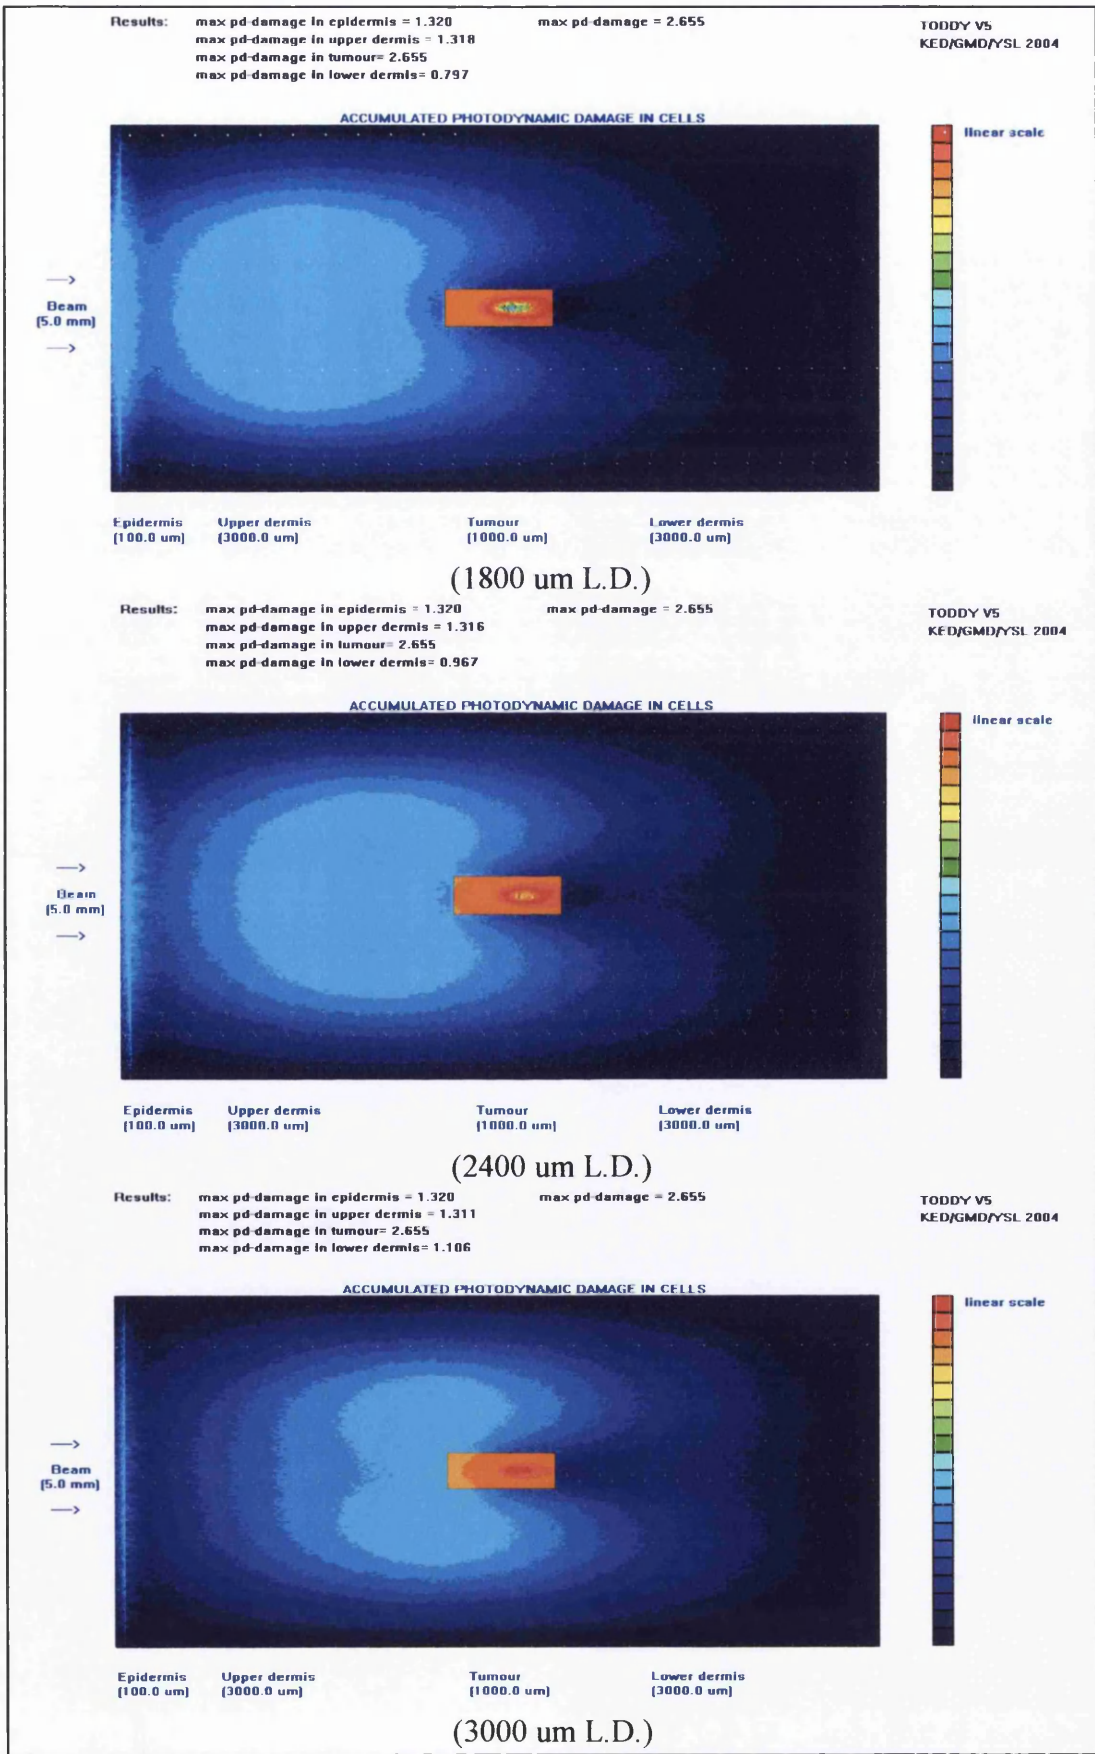 Results: max pd-damage in epidermis = 1.320 max pd-damage = 2.655 TODDY V5
max pd-damage in upper dermis = 1.318 KED/GMD/YSL 2004
max pd-damage in tumour= 2.655
max pd-damage in lower dermis= 0.797
ACCUMULATED PHOTODYNAMIC DAMAGE IN CELLS
linear scale
Beam
(5.0 mm)
Epidermis Upper dermis Tumour Lower dermis
(100.0 um) (3000.0 um) (1000.0 um) (3000.0 um)
(1800 um L.D.)
Results: max pd-damage in epidermis = 1.320 max pd-damage = 2.655 TODDY V5
max pd-damage in upper dermis = 1.316 KED/GMD/YSL 2004
max pd-damage in tumour= 2.655
max pd-damage in lower dermis= 0.967
ACCUMULATED PHOTODYNAMIC DAMAGE IN CELLS
linear scale
Beam
(5.0 mm)
Epidermis Upper dermis Tumour Lower dermis
(100.0 um) (3000.0 um) (1000.0 um) (3000.0 um)
(2400 um L.D.)
Results: max pd-damage in epidermis = 1.320 max pd-damage = 2.655 TODDY V5
max pd-damage in upper dermis = 1.311 KED/GMD/YSL 2004
max pd-damage in tumour= 2.655
max pd-damage in lower dermis= 1.106
ACCUMULATED PHOTODYNAMIC DAMAGE IN CELLS
linear scale
Beam
(5.0 mm)
Epidermis Upper dermis Tumour Lower dermis
(100.0 um) (3000.0 um) (1000.0 um) (3000.0 um)
(3000 um L.D.)